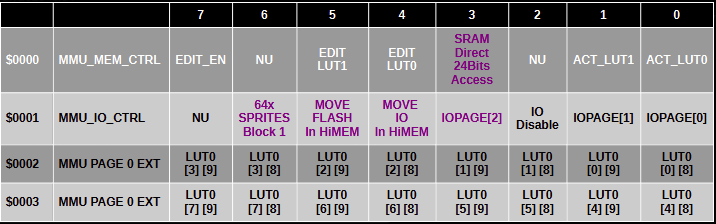 7 6 5 4 3 2 1 0
$0000 MMU_MEM_CTRL EDIT_EN NU EDIT LUT1 EDIT LUT0 SRAM Direct 24Bits Access NU ACT_LUT1 ACT_LUT0
$0001 MMU_IO_CTRL NU 64x SPRITES Block 1 MOVE FLASH In HiMEM MOVE IO In HiMEM IOPAGE[2] IO Disable IOPAGE[1] IOPAGE[0]
$0002 MMU PAGE 0 EXT LUT0 [3] [9] LUT0 [3] [8] LUT0 [2] [9] LUT0 [2] [8] LUT0 [1] [9] LUT0 [1] [8] LUT0 [0] [9] LUT0 [0] [8]
$0003 MMU PAGE 0 EXT LUT0 [7] [9] LUT0 [7] [8] LUT0 [6] [9] LUT0 [6] [8] LUT0 [5] [9] LUT0 [5] [8] LUT0 [4] [9] LUT0 [4] [8]